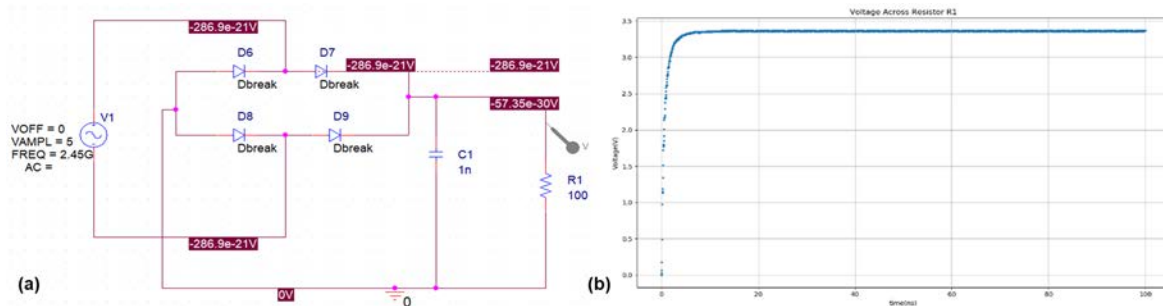 -286.9e-21V
D6
D7
-286.9e-21V
-286.9e-21V
Dbreak
Dbreak
-57.35e-30V
V1
VOFF = 0
VAMPL = 5
FREQ = 2.45G
AC =
D8
D9
V
Dbreak
Dbreak
C1
1n
R1
100
-286.9e-21V
(a)
0V
0
(b)
Voltage Across Resistor R1
Voltage(V)
3.5
3.0
2.5
2.0
1.5
1.0
0.5
0.0
0
20
40
60
80
100
time(ns)